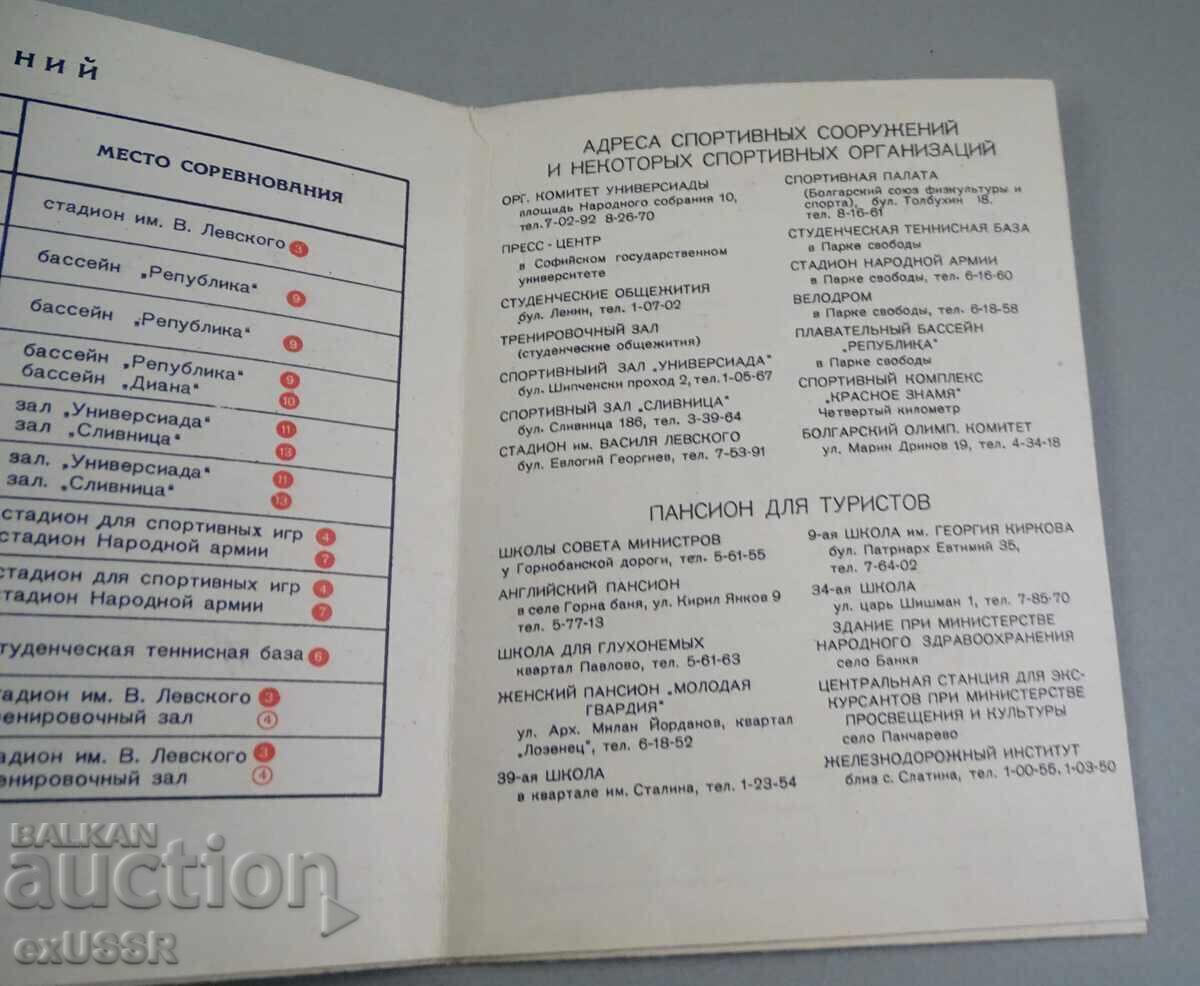 НИЙ
МЕСТО СОРЕВНОВАНИЯ
стадион им. В. Левского 3
бассейн „Република“ 9
бассейн „Република“ 9
бассейн „Република“ 9
бассейн „Диана“ 10
зал „Универсиада“ 11
зал „Сливница“ 13
зал. „Универсиада“ 11
зал. „Сливница“ 13
стадион для спортивных игр 4
стадион Народной армии 7
стадион для спортивных игр 4
стадион Народной армии 7
туденческая теннисная база 6
тадион им. В. Левского 3
ренировочный зал 4
адион им. В. Левского 3
енировочный зал 4
АДРЕСА СПОРТИВНЫХ СООРУЖЕНИЙ
И НЕКОТОРЫХ СПОРТИВНЫХ ОРГАНИЗАЦИЙ
ОРГ. КОМИТЕТ УНИВЕРСИАДЫ
площадь Народного собрания 10,
тел. 7-02-92 8-26-70
ПРЕСС - ЦЕНТР
в Софийском государственном
университете
СТУДЕНЧЕСКИЕ ОБЩЕЖИТИЯ
бул. Ленин, тел. 1-07-02
ТРЕНИРОВОЧНЫЙ ЗАЛ
(студенческие общежития)
СПОРТИВНЫИЙ ЗАЛ „УНИВЕРСИАДА“
бул. Шипченски проход 2, тел. 1-05-67
СПОРТИВНЫЙ ЗАЛ „СЛИВНИЦА“
бул. Сливница 186, тел. 3-39-64
СТАДИОН им. ВАСИЛЯ ЛЕВСКОГО
бул. Евлогий Георгиев, тел. 7-53-91
СПОРТИВНАЯ ПАЛАТА
(Болгарский союз физкультуры и
спорта), бул. Толбухин 18.
тел. 8-16-61
СТУДЕНЧЕСКАЯ ТЕННИСНАЯ БАЗА
в Парке свободы
СТАДИОН НАРОДНОЙ АРМИИ
в Парке свободы, тел. 6-16-60
ВЕЛОДРОМ
в Парке свободы, тел. 6-18-58
ПЛАВАТЕЛЬНЫЙ БАССЕЙН
„РЕПУБЛИКА“
в Парке свободы
СПОРТИВНЫЙ КОМПЛЕКС
„КРАСНОЕ ЗНАМЯ“
Четвертый километр
БОЛГАРСКИЙ ОЛИМП. КОМИТЕТ
ул. Марин Дринов 19, тел. 4-34-18
ПАНСИОН ДЛЯ ТУРИСТОВ
ШКОЛЫ СОВЕТА МИНИСТРОВ
у Горнобанской дороги, тел. 5-61-55
АНГЛИЙСКИЙ ПАНСИОН
в селе Горна баня, ул. Кирил Янков 9
тел. 5-77-13
ШКОЛА ДЛЯ ГЛУХОНЕМЫХ
квартал Павлово, тел. 5-61-63
ЖЕНСКИЙ ПАНСИОН „МОЛОДАЯ
ГВАРДИЯ“
ул. Арх. Милан Йорданов, квартал
„Лозенец“, тел. 6-18-52
39-ая ШКОЛА
в квартале им. Сталина, тел. 1-23-54
9-ая ШКОЛА им. ГЕОРГИЯ КИРКОВА
бул. Патриарх Евтимий 35,
тел. 7-64-02
34-ая ШКОЛА
ул. царь Шишман 1, тел. 7-85-70
ЗДАНИЕ ПРИ МИНИСТЕРСТВЕ
НАРОДНОГО ЗДРАВООХРАНЕНИЯ
село Банкя
ЦЕНТРАЛЬНАЯ СТАНЦИЯ ДЛЯ ЭКС-
КУРСАНТОВ ПРИ МИНИСТЕРСТВЕ
ПРОСВЕЩЕНИЯ И КУЛЬТУРЫ
село Панчарево
ЖЕЛЕЗНОДОРОЖНЫЙ ИНСТИТУТ
близ с. Слатина, тел. 1-00-55. 1-03-50
BALKAN
auction
exUSSR